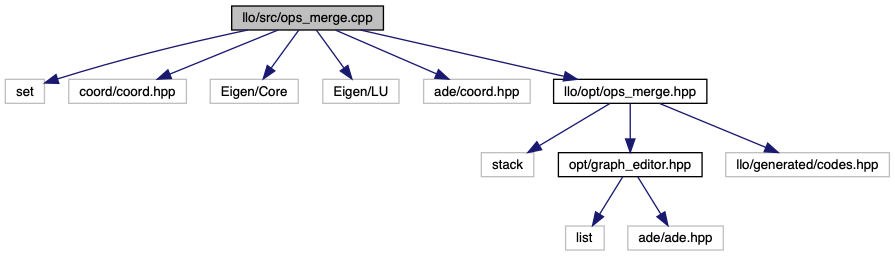 llo/src/ops_merge.cpp
set
coord/coord.hpp
Eigen/Core
Eigen/LU
ade/coord.hpp
llo/opt/ops_merge.hpp
stack
opt/graph_editor.hpp
llo/generated/codes.hpp
list
ade/ade.hpp